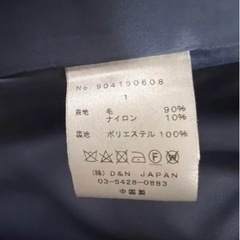 No. 904150608
1
表地 毛 90%
ナイロン 10%
裏地 ポリエステル 100%
(株) D&N JAPAN
03-5428-0883
中国製